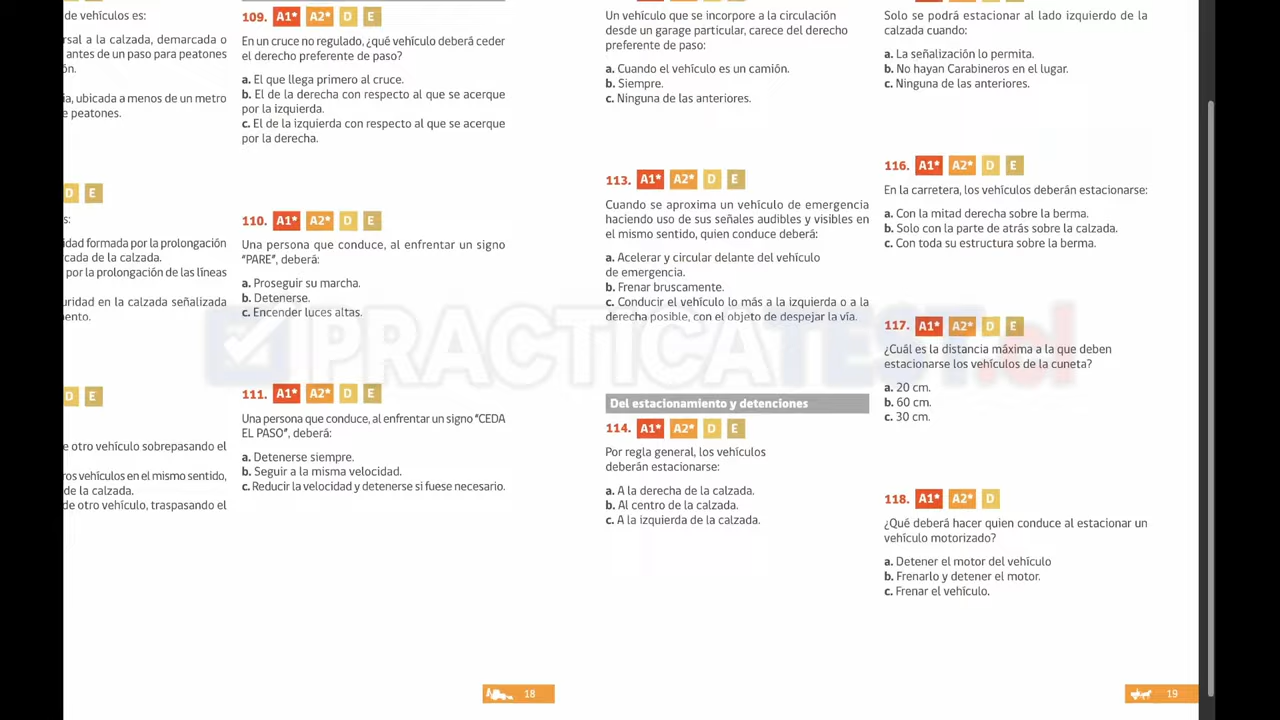 de vehículos es:
rsal a la calzada, demarcada o
antes de un paso para peatones
ón.
ia, ubicada a menos de un metro
e peatones.
D E
s:
idad formada por la prolongación
cada de la calzada.
por la prolongación de las líneas
uridad en la calzada señalizada
ento.
D E
e otro vehículo sobrepasando el
ros vehículos en el mismo sentido,
de la calzada.
de otro vehículo, traspasando el
109. A1* A2* D E
En un cruce no regulado, ¿qué vehículo deberá ceder
el derecho preferente de paso?
a. El que llega primero al cruce.
b. El de la derecha con respecto al que se acerque
por la izquierda.
c. El de la izquierda con respecto al que se acerque
por la derecha.
110. A1* A2* D E
Una persona que conduce, al enfrentar un signo
"PARE", deberá:
a. Proseguir su marcha.
b. Detenerse.
c. Encender luces altas.
111. A1* A2* D E
Una persona que conduce, al enfrentar un signo "CEDA
EL PASO", deberá:
a. Detenerse siempre.
b. Seguir a la misma velocidad.
c. Reducir la velocidad y detenerse si fuese necesario.
18
Un vehículo que se incorpore a la circulación
desde un garage particular, carece del derecho
preferente de paso:
a. Cuando el vehículo es un camión.
b. Siempre.
c. Ninguna de las anteriores.
113. A1* A2* D E
Cuando se aproxima un vehículo de emergencia
haciendo uso de sus señales audibles y visibles en
el mismo sentido, quien conduce deberá:
a. Acelerar y circular delante del vehículo
de emergencia.
b. Frenar bruscamente.
c. Conducir el vehículo lo más a la izquierda o a la
derecha posible, con el objeto de despejar la vía.
Del estacionamiento y detenciones
114. A1* A2* D E
Por regla general, los vehículos
deberán estacionarse:
a. A la derecha de la calzada.
b. Al centro de la calzada.
c. A la izquierda de la calzada.
Solo se podrá estacionar al lado izquierdo de la
calzada cuando:
a. La señalización lo permita.
b. No hayan Carabineros en el lugar.
c. Ninguna de las anteriores.
116. A1* A2* D E
En la carretera, los vehículos deberán estacionarse:
a. Con la mitad derecha sobre la berma.
b. Solo con la parte de atrás sobre la calzada.
c. Con toda su estructura sobre la berma.
117. A1* A2* D E
¿Cuál es la distancia máxima a la que deben
estacionarse los vehículos de la cuneta?
a. 20 cm.
b. 60 cm.
c. 30 cm.
118. A1* A2* D
¿Qué deberá hacer quien conduce al estacionar un
vehículo motorizado?
a. Detener el motor del vehículo
b. Frenarlo y detener el motor.
c. Frenar el vehículo.
19
PRACTICATEST.cl